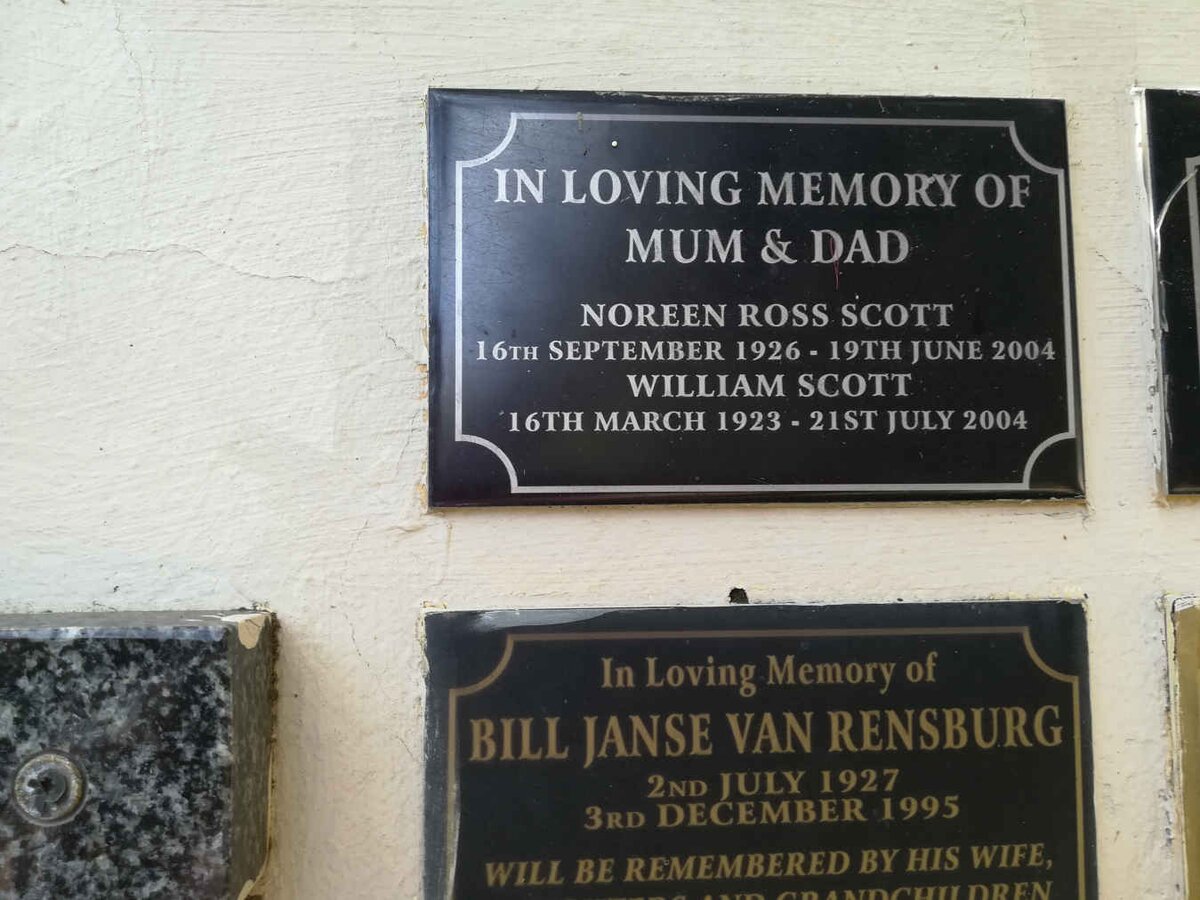 IN LOVING MEMORY OF
MUM & DAD
NOREEN ROSS SCOTT
16TH SEPTEMBER 1926 - 19TH JUNE 2004
WILLIAM SCOTT
16TH MARCH 1923 - 21ST JULY 2004
In Loving Memory of
BILL JANSE VAN RENSBURG
2ND JULY 1927
3RD DECEMBER 1995
WILL BE REMEMBERED BY HIS WIFE,
AND GRANDCHILDREN